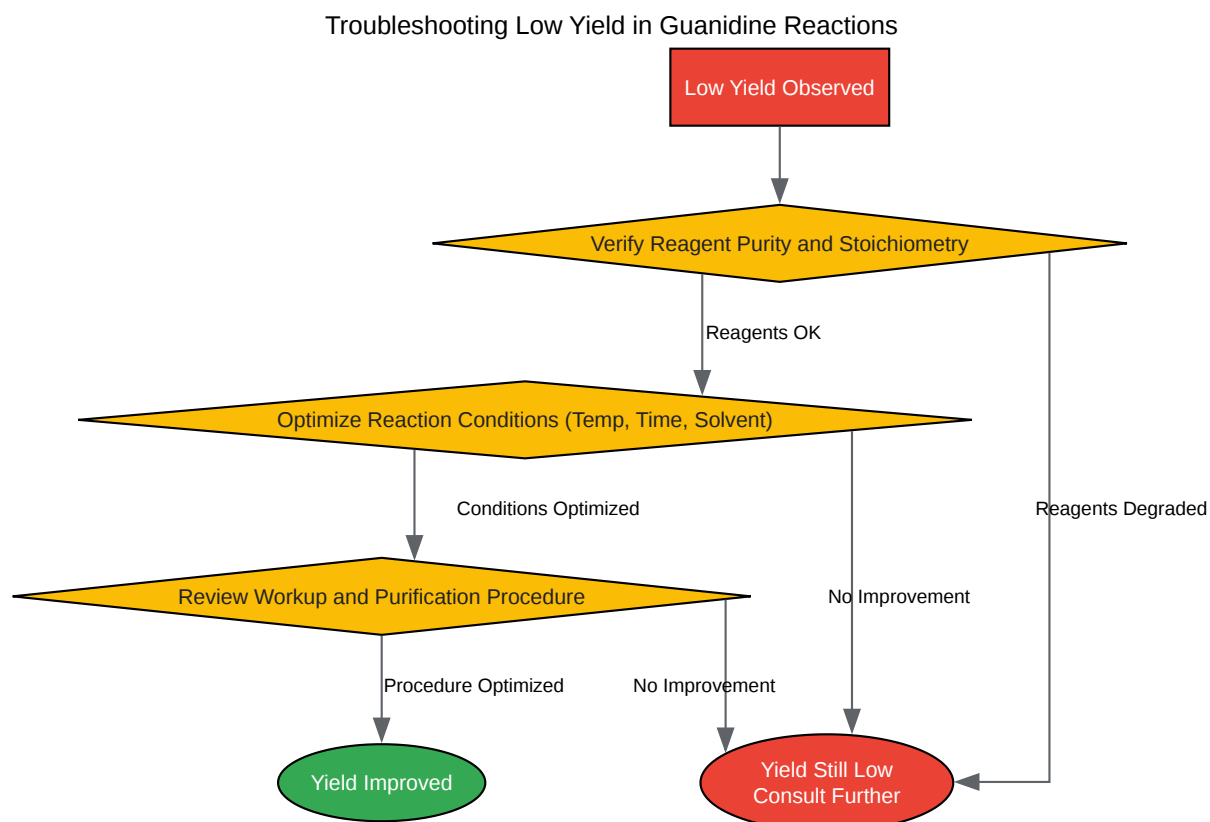 Troubleshooting Low Yield in Guanidine Reactions
Low Yield Observed
Verify Reagent Purity and Stoichiometry
Reagents OK
Optimize Reaction Conditions (Temp, Time, Solvent)
Conditions Optimized
Reagents Degraded
Review Workup and Purification Procedure
No Improvement
Procedure Optimized
No Improvement
Yield Improved
Yield Still Low
Consult Further